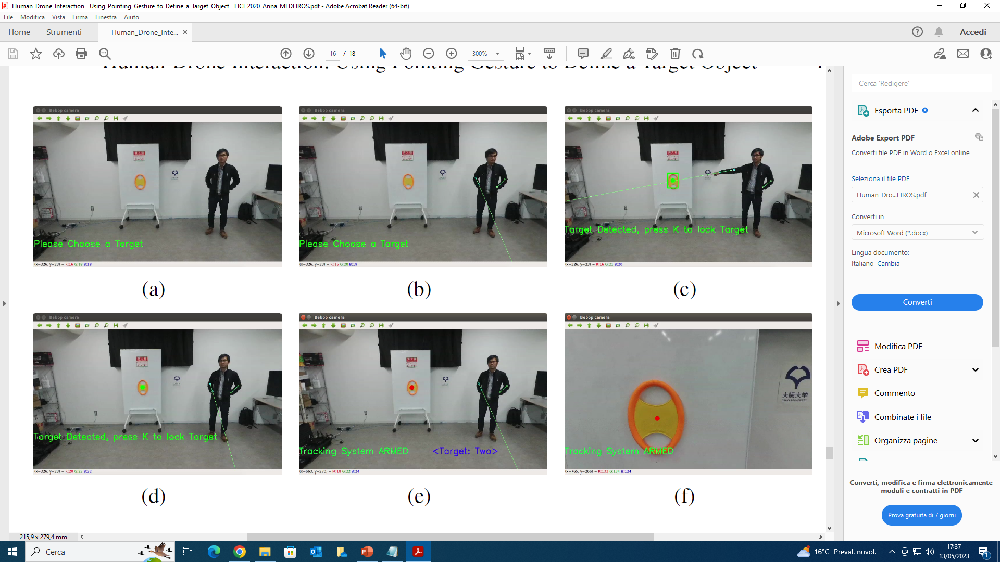 Human_Drone_Interaction__Using_Pointing_Gesture_to_Define_a_Target_Object__HCI_2020_Anna_MEDEIROS.pdf - Adobe Acrobat Reader (64-bit)
File Modifica Vista Firma Finestra Aiuto
Home Strumenti Human_Drone_Inte... Accedi
16 / 18 300%
Human-Drone Interaction: Using Pointing Gesture to Define a Target Object
Bebop camera
Please Choose a Target
(x=326, y=23) ~ R:16 G:18 B:18
(a)
Bebop camera
Please Choose a Target
(x=326, y=23) ~ R:15 G:20 B:19
(b)
Bebop camera
Target Detected, press K to lock Target
(x=326, y=23) ~ R:16 G:21 B:20
(c)
Bebop camera
Target Detected, press K to lock Target
(x=326, y=23) ~ R:20 G:22 B:22
(d)
Bebop camera
Tracking System ARMED <Target: Two>
(x=663, y=270) ~ R:18 G:22 B:24
(e)
Bebop camera
大阪大学
OSAKA UNIVERSITY
Tracking System ARMED
(x=765, y=266) ~ R:133 G:134 B:124
(f)
215,9 x 279,4 mm
Cerca 'Redigere'
Esporta PDF
Adobe Export PDF
Converti file PDF in Word o Excel online
Seleziona il file PDF
Human_Dro...EIROS.pdf
Converti in
Microsoft Word (*.docx)
Lingua documento:
Italiano Cambia
Converti
Modifica PDF
Crea PDF
Commento
Combinate i file
Organizza pagine
Converti, modifica e firma elettronicamente
moduli e contratti in PDF
Prova gratuita di 7 giorni
Cerca
16°C Preval. nuvol.
17:37
13/05/2023
1